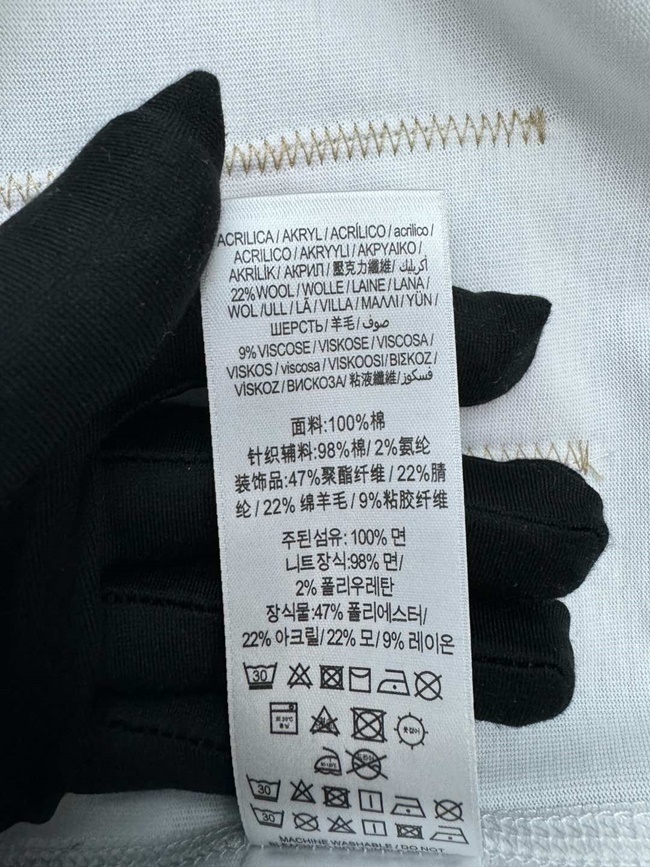 ACRILICA / AKRYL / ACRÍLICO / acrílico /
ACRILICO / AKRYYLI / ΑΚΡΥΛΙΚΟ /
AKRİLİK / АКРИЛ / 壓克力纖維 / أكريليك
22% WOOL / WOLLE / LAINE / LANA /
WOL /ULL / LÃ / VILLA / ΜΑΛΛΙ / YÜN /
ШЕРСТЬ / 羊毛 / صوف
9% VISCOSE / VISKOSE / VISCOSA /
VISKOS / viscosa / VISKOOSI / ΒΙΣΚΟΖ /
VİSKOZ / ВИСКОЗА/ 粘液纖維/ فسكوز
面料:100%棉
针织辅料:98%棉/ 2%氨纶
装饰品:47%聚酯纤维 / 22%腈
纶 / 22% 绵羊毛 / 9%粘胶纤维
주된섬유: 100% 면
니트장식:98% 면/
2% 폴리우레탄
장식물:47% 폴리에스터/
22% 아크릴/ 22% 모/ 9% 레이온
30
30
30
MACHINE WASHABLE / DO NOT